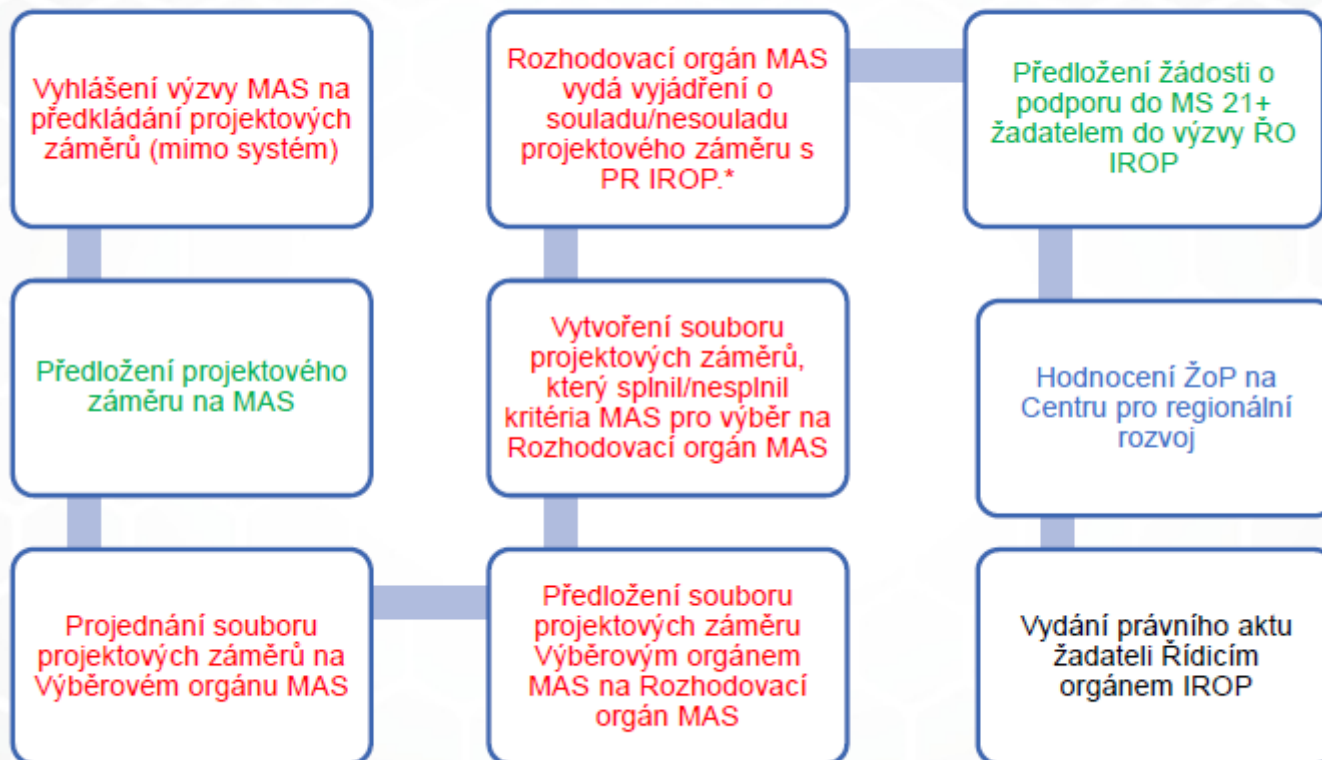 Vyhlášení výzvy MAS na
předkládání projektových
záměrů (mimo systém)
Předložení projektového
záměru na MAS
Projednání souboru
projektových záměrů na
Výběrovém orgánu MAS
Předložení souboru
projektových záměru
Výběrovým orgánem
MAS na Rozhodovací
orgán MAS
Vytvoření souboru
projektových záměrů,
který splnil/nesplnil
kritéria MAS pro výběr na
Rozhodovací orgán MAS
Rozhodovací orgán MAS
vydá vyjádření o
souladu/nesouladu
projektového záměru s
PR IROP.*
Předložení žádosti o
podporu do MS 21+
žadatelem do výzvy ŘO
IROP
Hodnocení ŽoP na
Centru pro regionální
rozvoj
Vydání právního aktu
žadateli Řídicím
orgánem IROP